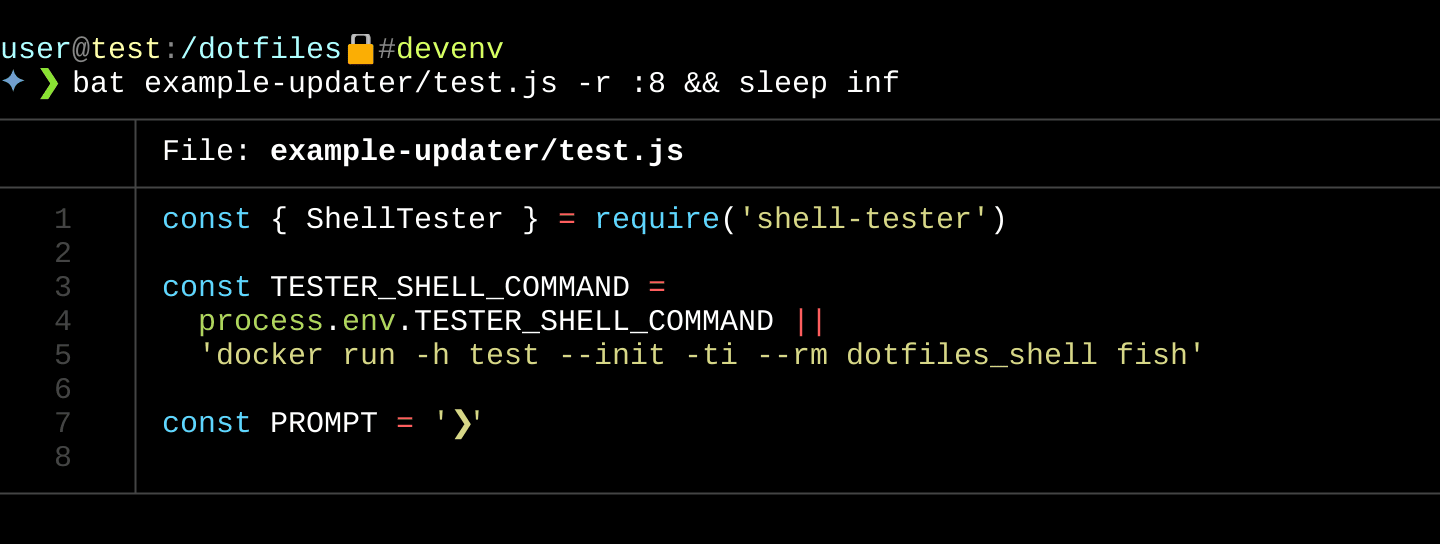 user@test:/dotfiles🔒#devenv
✦ ❯ bat example-updater/test.js -r :8 && sleep inf
File: example-updater/test.js
1 const { ShellTester } = require('shell-tester')
2
3 const TESTER_SHELL_COMMAND =
4   process.env.TESTER_SHELL_COMMAND ||
5   'docker run -h test --init -ti --rm dotfiles_shell fish'
6
7 const PROMPT = '❯'
8